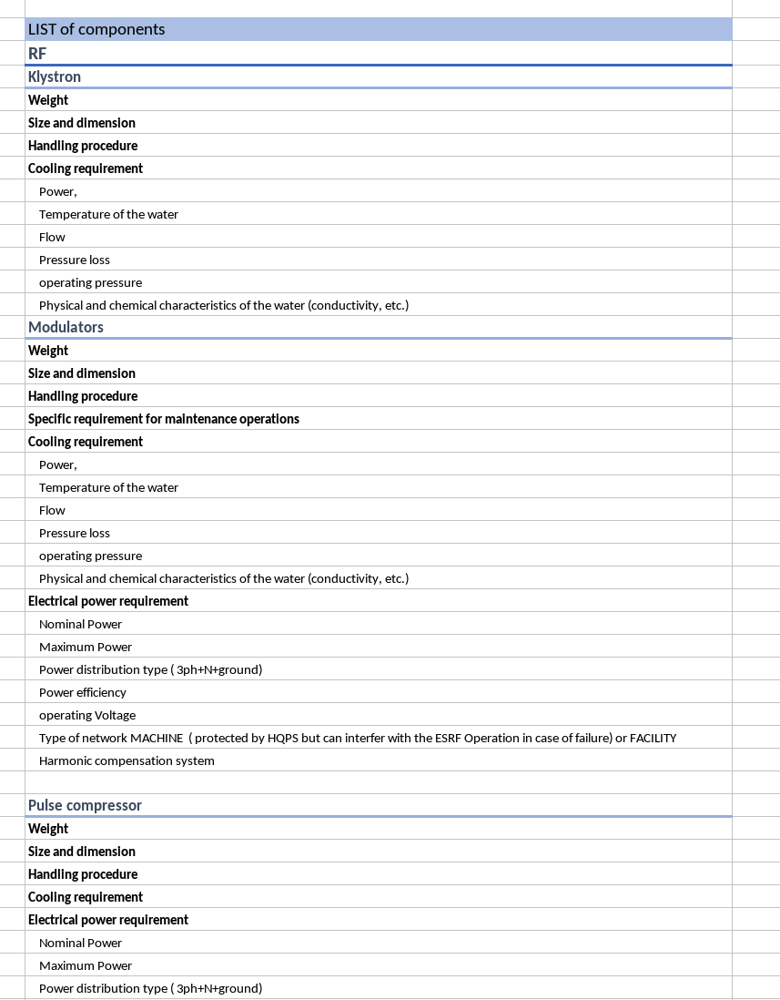 LIST of components
RF
Klystron
Weight
Size and dimension
Handling procedure
Cooling requirement
Power,
Temperature of the water
Flow
Pressure loss
operating pressure
Physical and chemical characteristics of the water (conductivity, etc.)
Modulators
Weight
Size and dimension
Handling procedure
Specific requirement for maintenance operations
Cooling requirement
Power,
Temperature of the water
Flow
Pressure loss
operating pressure
Physical and chemical characteristics of the water (conductivity, etc.)
Electrical power requirement
Nominal Power
Maximum Power
Power distribution type ( 3ph+N+ground)
Power efficiency
operating Voltage
Type of network MACHINE  ( protected by HQPS but can interfer with the ESRF Operation in case of failure) or FACILITY
Harmonic compensation system
Pulse compressor
Weight
Size and dimension
Handling procedure
Cooling requirement
Electrical power requirement
Nominal Power
Maximum Power
Power distribution type ( 3ph+N+ground)